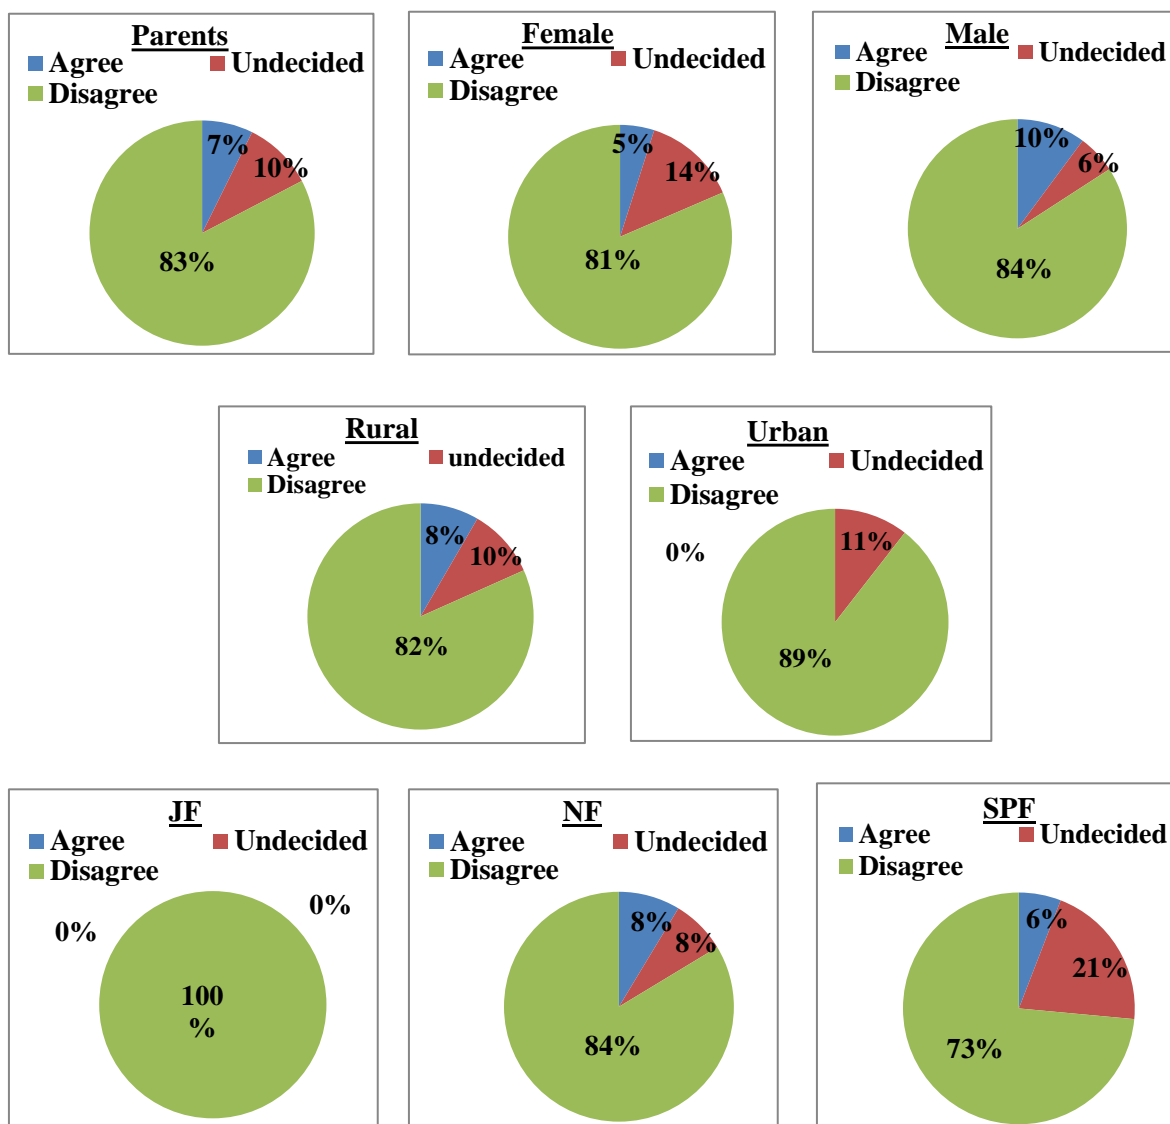 Parents
Agree Undecided
Disagree
7%
10%
83%
Female
Agree Undecided
Disagree
5%
14%
81%
Male
Agree Undecided
Disagree
10%
6%
84%
Rural
Agree undecided
Disagree
8%
10%
82%
Urban
Agree Undecided
Disagree
0%
11%
89%
JF
Agree Undecided
Disagree
0%
0%
100
%
NF
Agree Undecided
Disagree
8%
8%
84%
SPF
Agree Undecided
Disagree
6%
21%
73%